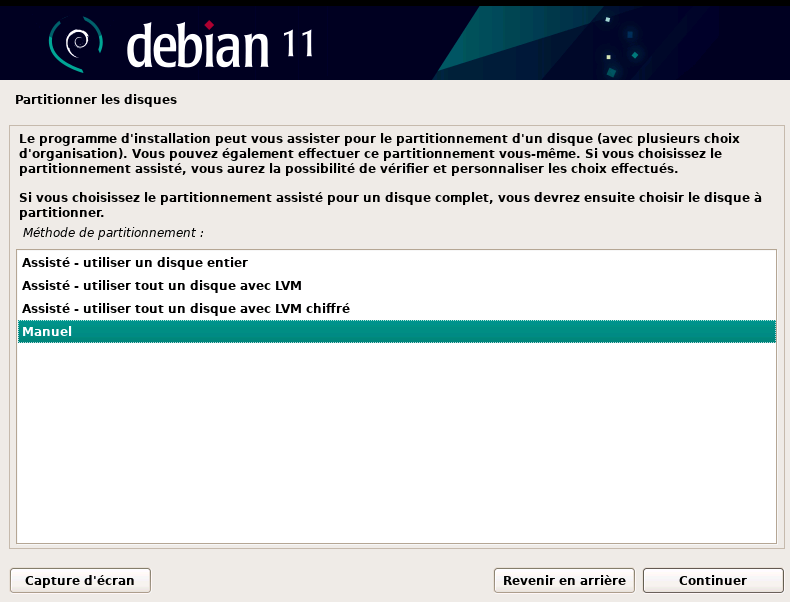 debian 11
Partitionner les disques
Le programme d'installation peut vous assister pour le partitionnement d'un disque (avec plusieurs choix
d'organisation). Vous pouvez également effectuer ce partitionnement vous-même. Si vous choisissez le
partitionnement assisté, vous aurez la possibilité de vérifier et personnaliser les choix effectués.
Si vous choisissez le partitionnement assisté pour un disque complet, vous devrez ensuite choisir le disque à
partitionner.
Méthode de partitionnement :
Assisté - utiliser un disque entier
Assisté - utiliser tout un disque avec LVM
Assisté - utiliser tout un disque avec LVM chiffré
Manuel
Capture d'écran
Revenir en arrière
Continuer